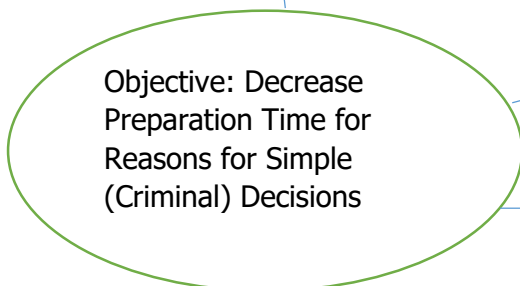 Objective: Decrease
Preparation Time for
Reasons for Simple
(Criminal) Decisions